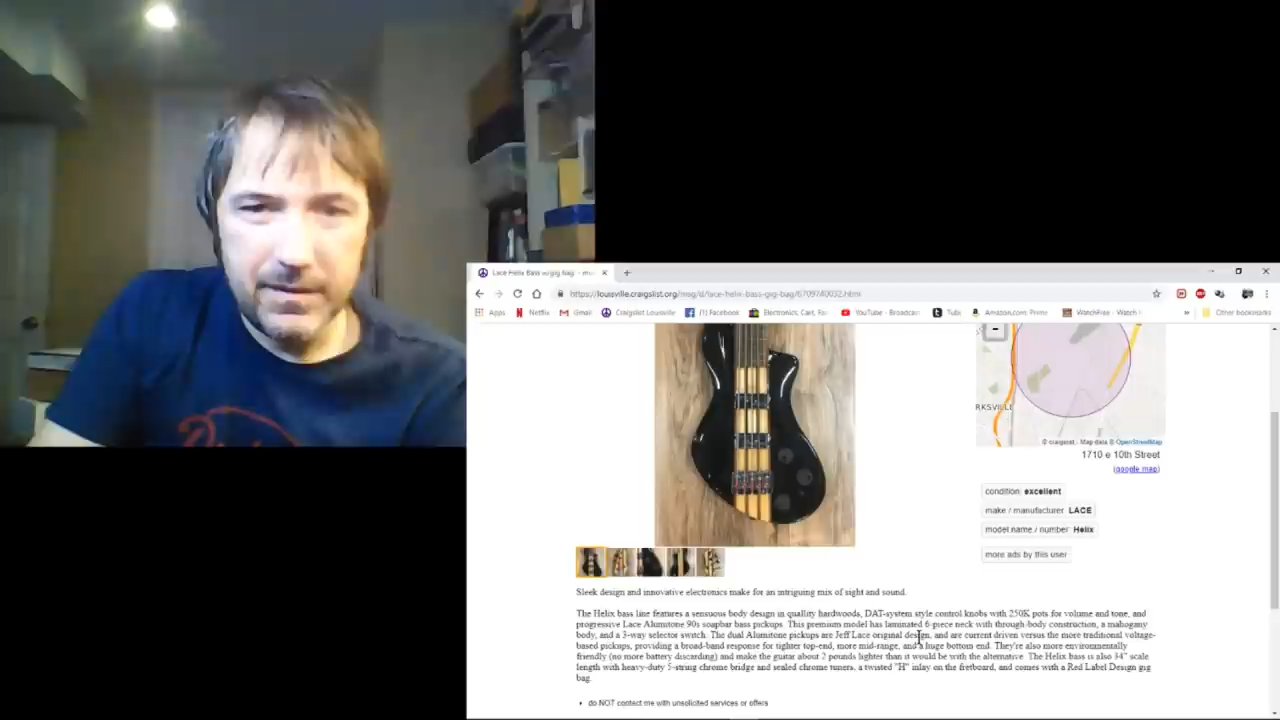 Lace Helix Bass w/gig bag - mus
https://louisville.craigslist.org/msg/d/lace-helix-bass-gig-bag/6709740032.html
Apps Netflix Gmail Craigslist Louisville (1) Facebook Electronics, Cart, Fa YouTube - Broadcas Tubi Amazon.com: Prime WatchFree - Watch Other bookmarks
-
RKSVILLE
© craigslist - Map data © OpenStreetMap
1710 e 10th Street
(google map)
condition: excellent
make / manufacturer: LACE
model name / number: Helix
more ads by this user
Sleek design and innovative electronics make for an intriguing mix of sight and sound.
The Helix bass line features a sensuous body design in quality hardwoods, DAT-system style control knobs with 250K pots for volume and tone, and
progressive Lace Alumitone 90s soapbar bass pickups. This premium model has laminated 6-piece neck with through-body construction, a mahogany
body, and a 3-way selector switch. The dual Alumitone pickups are Jeff Lace original design, and are current driven versus the more traditional voltage-
based pickups, providing a broad-band response for tighter top-end, more mid-range, and a huge bottom end. They're also more environmentally
friendly (no more battery discarding) and make the guitar about 2 pounds lighter than it would be with the alternative. The Helix bass is also 34" scale
length with heavy-duty 5-string chrome bridge and sealed chrome tuners, a twisted "H" inlay on the fretboard, and comes with a Red Label Design gig
bag.
do NOT contact me with unsolicited services or offers